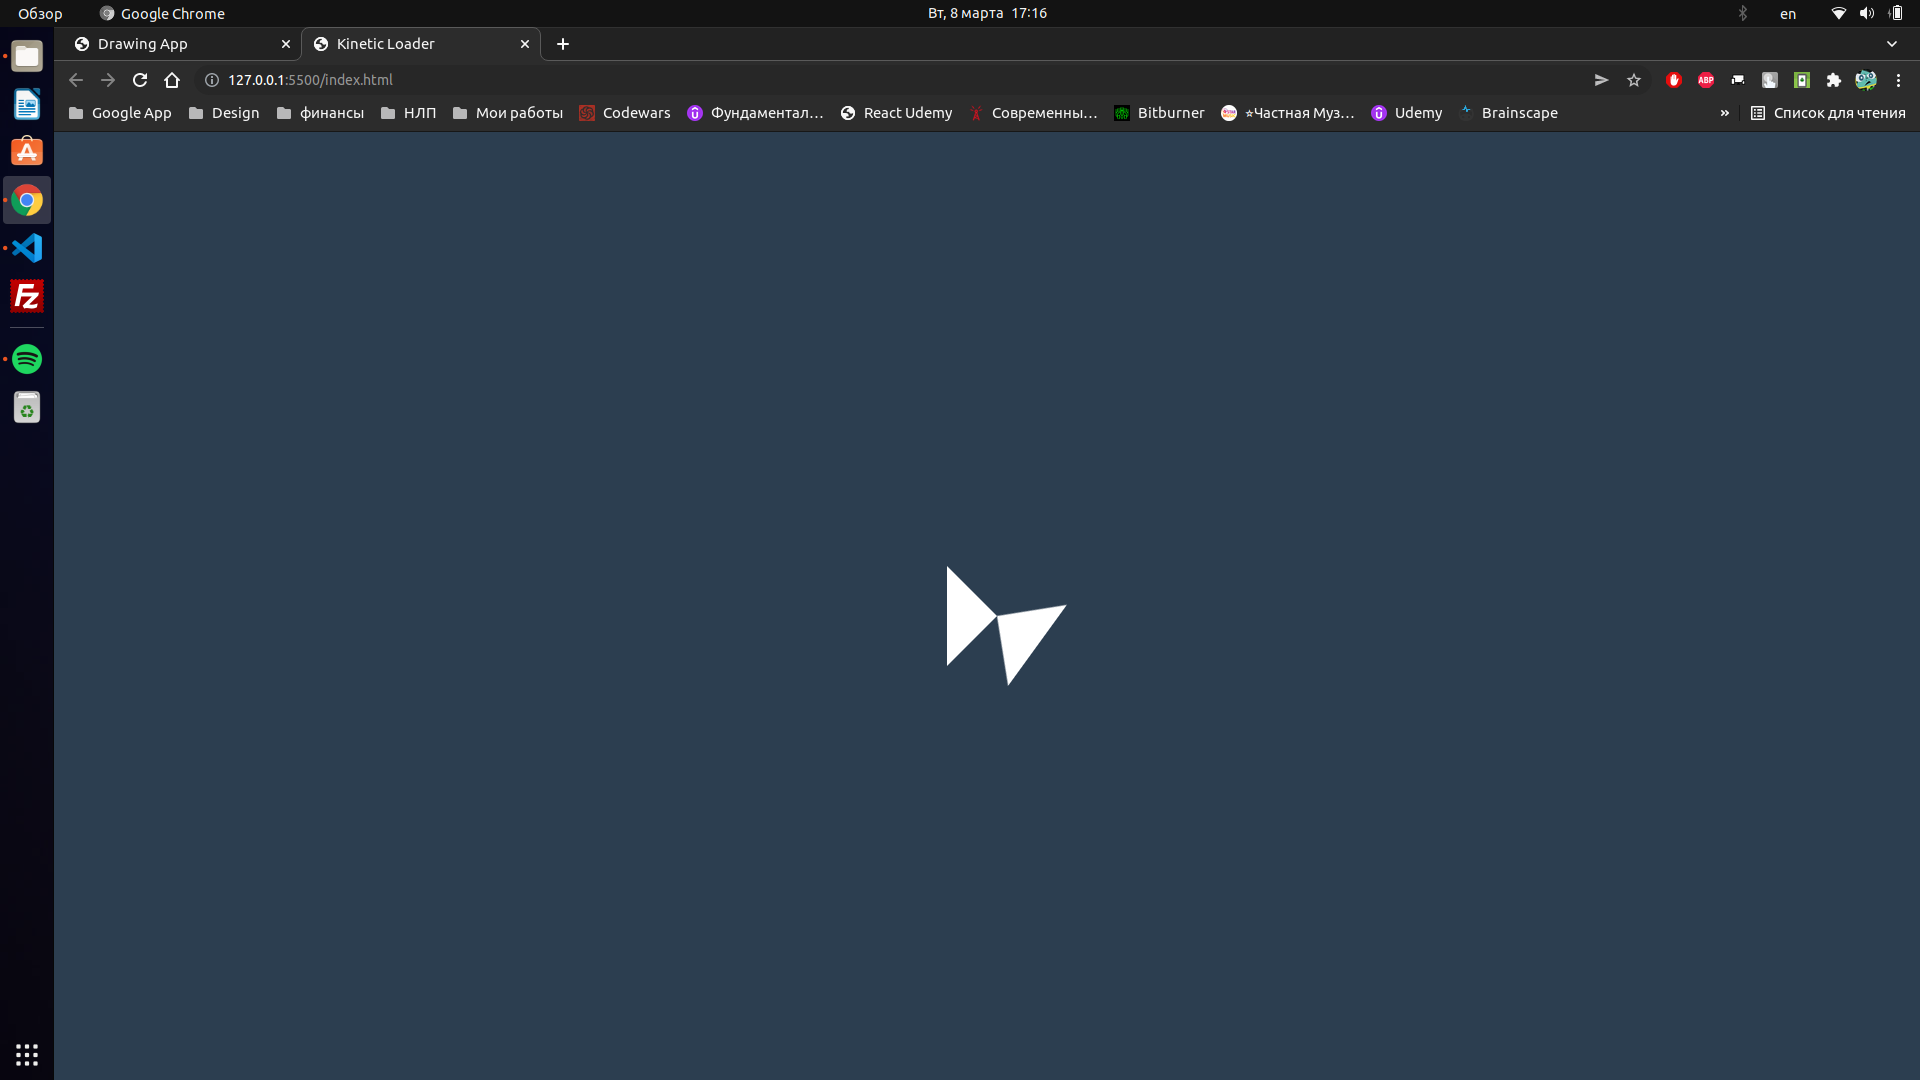 Обзор Google Chrome Вт, 8 марта 17:16 en
Drawing App Kinetic Loader
127.0.0.1:5500/index.html ABP
Google App Design финансы НЛП Мои работы Codewars Фундаментал… React Udemy Современны… Bitburner ⭐Частная Муз… Udemy Brainscape » Список для чтения
Fz